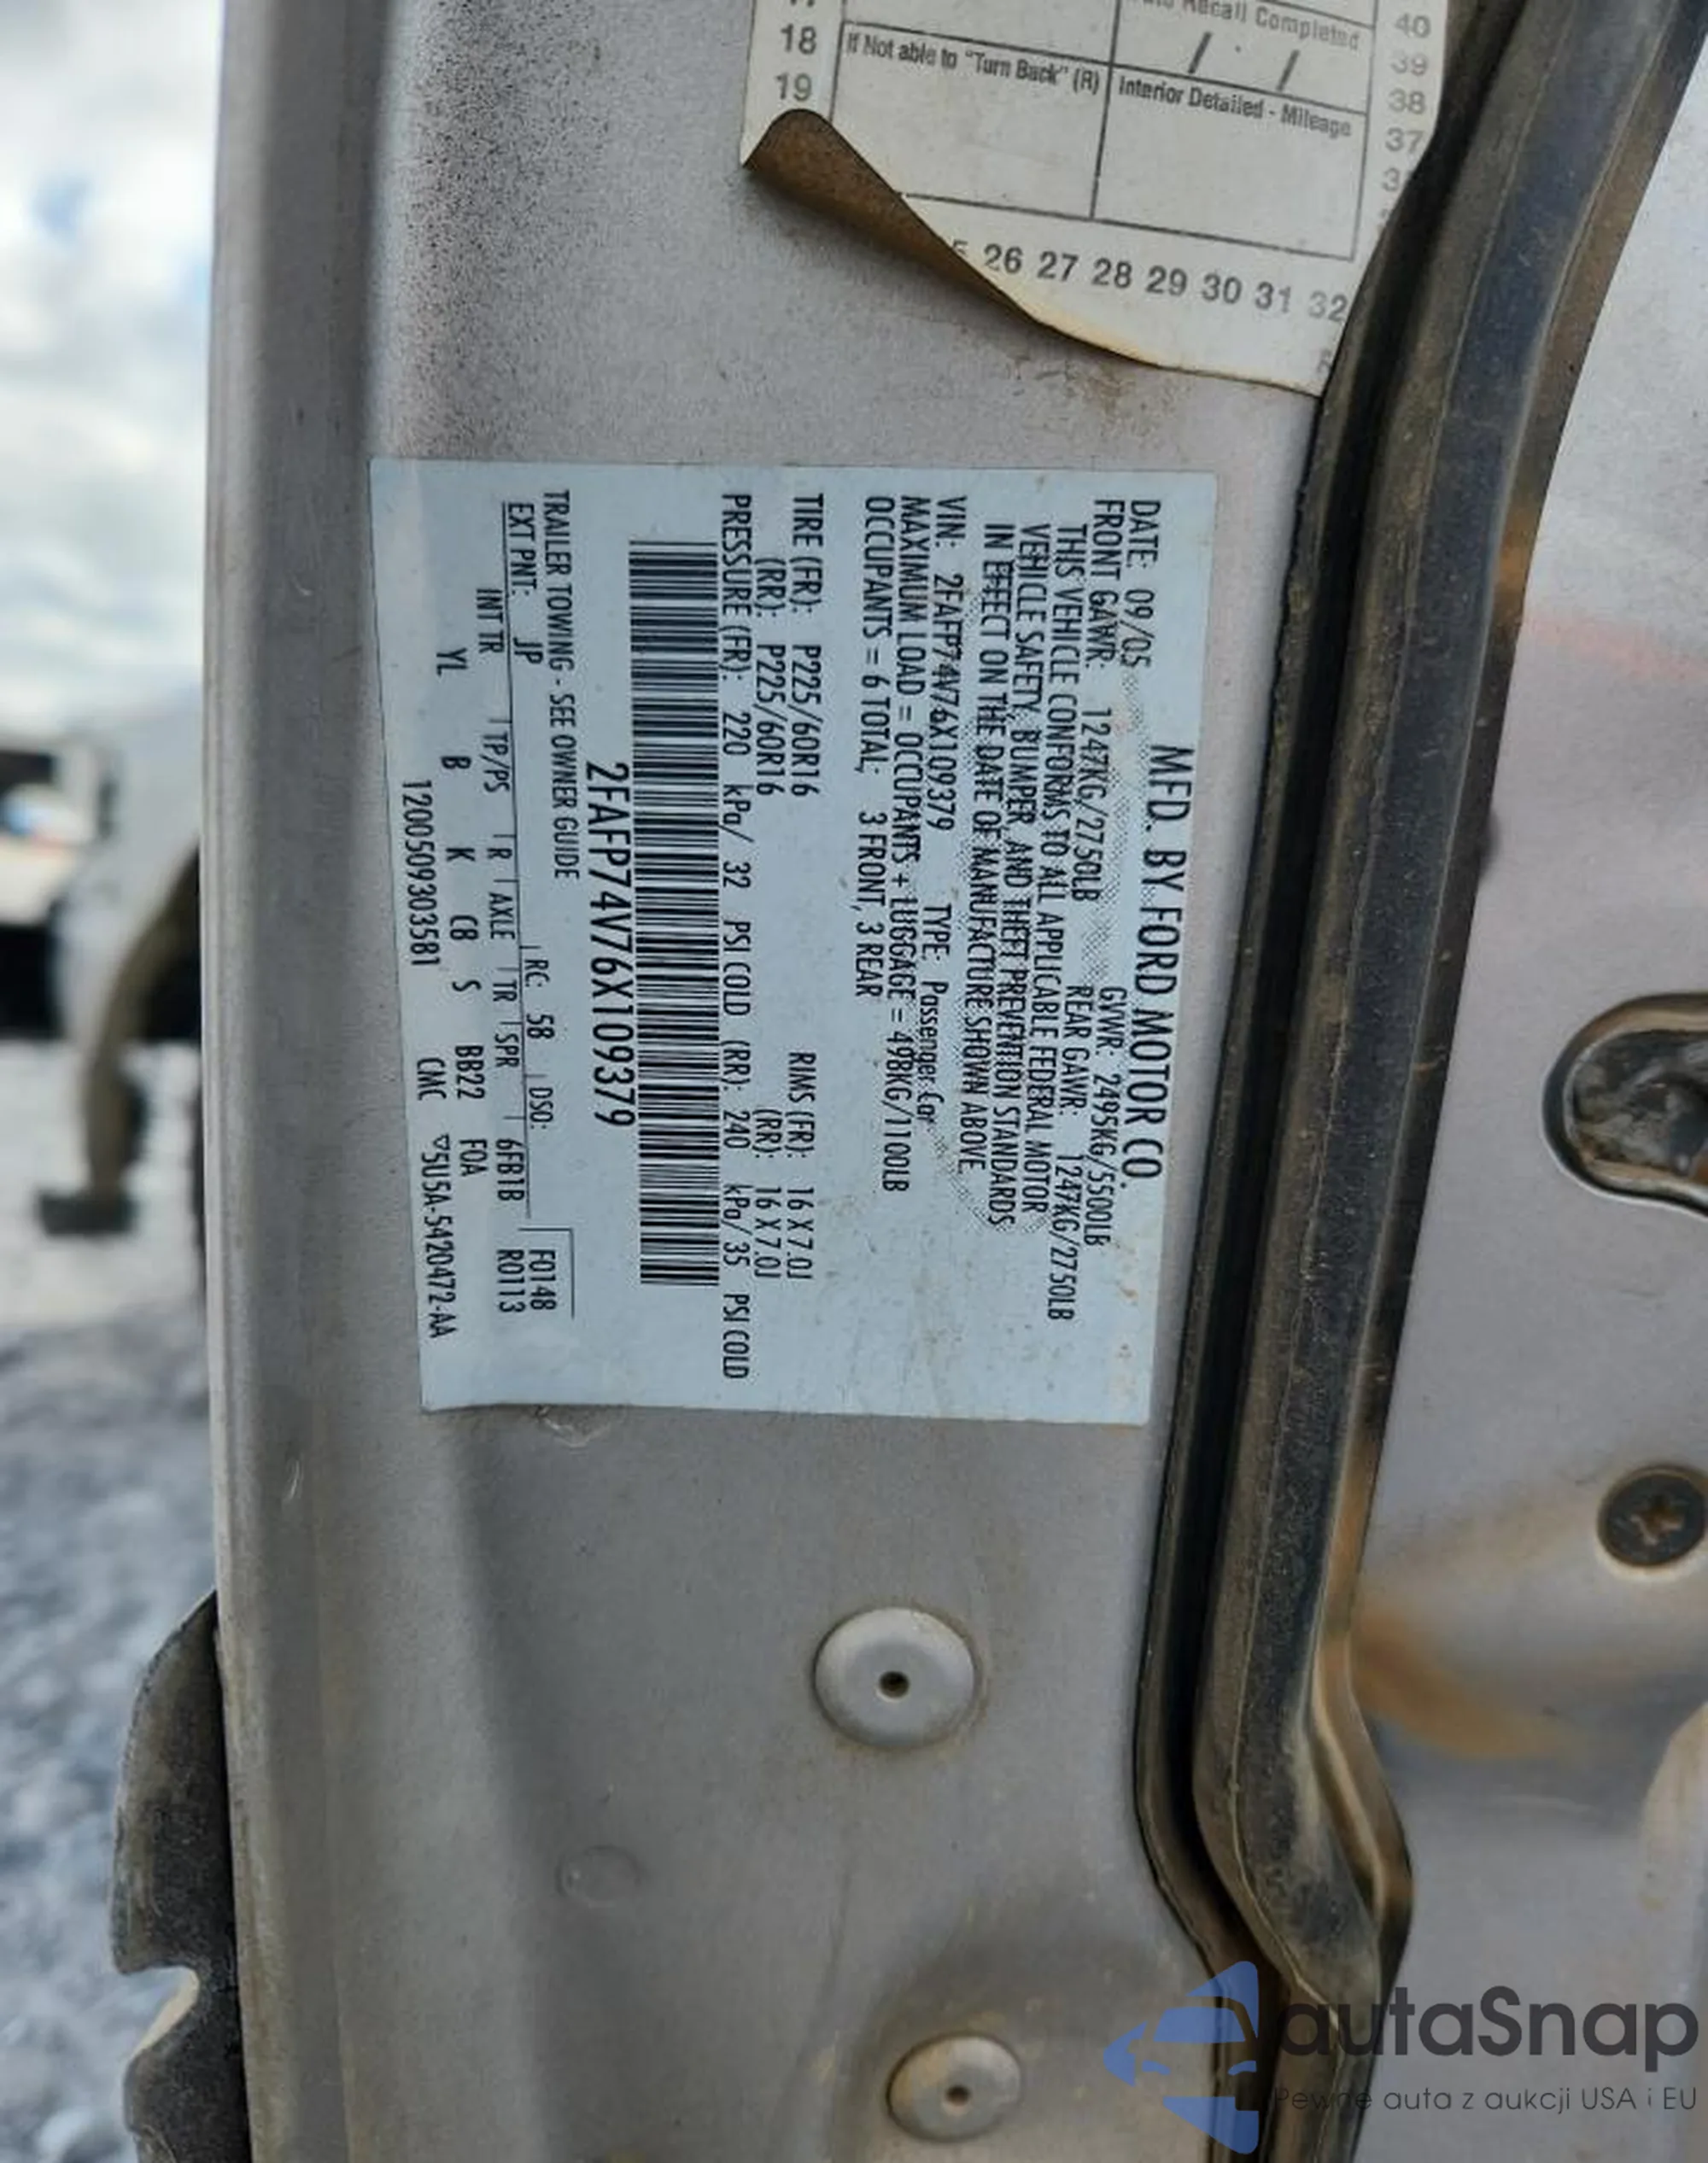 18
19
Recall Completed
/ /
If Not able to "Turn Back" (R)
Interior Detailed - Mileage
40
39
38
37
26 27 28 29 30 31 32
MFD. BY FORD MOTOR CO.
DATE: 09/05 GVWR: 2495KG/5500LB
FRONT GAWR: 1247KG/2750LB REAR GAWR: 1247KG/2750LB
THIS VEHICLE CONFORMS TO ALL APPLICABLE FEDERAL MOTOR
VEHICLE SAFETY, BUMPER, AND THEFT PREVENTION STANDARDS
IN EFFECT ON THE DATE OF MANUFACTURE SHOWN ABOVE.
VIN: 2FAFP74V76X109379 TYPE: Passenger Car
MAXIMUM LOAD = OCCUPANTS + LUGGAGE = 498KG/1100LB
OCCUPANTS = 6 TOTAL; 3 FRONT, 3 REAR
TIRE (FR): P225/60R16 RIMS (FR): 16 X 7.0J
(RR): P225/60R16 (RR): 16 X 7.0J
PRESSURE (FR): 220 kPa/ 32 PSI COLD (RR): 240 kPa/35 PSI COLD
2FAFP74V76X109379
TRAILER TOWING - SEE OWNER GUIDE
EXT PNT: JP RC: 58 DSO: F0148
INT TR TP/PS R AXLE TR SPR 6FB1B R0113
YL B K C8 S BB22 FOA
1200509303581 CMC ▽5U5A-5420472-AA
autaSnap
Pewne auta z aukcji USA i EU